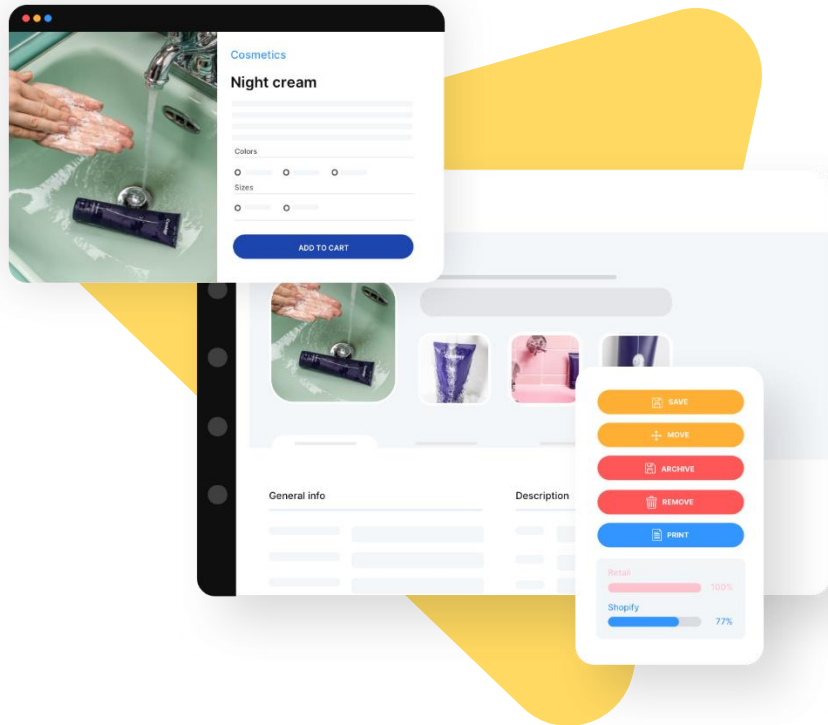 Cosmetics
Night cream
Colors
Sizes
ADD TO CART
General info
Description
SAVE
MOVE
ARCHIVE
REMOVE
PRINT
Retail
100%
Shopify
77%